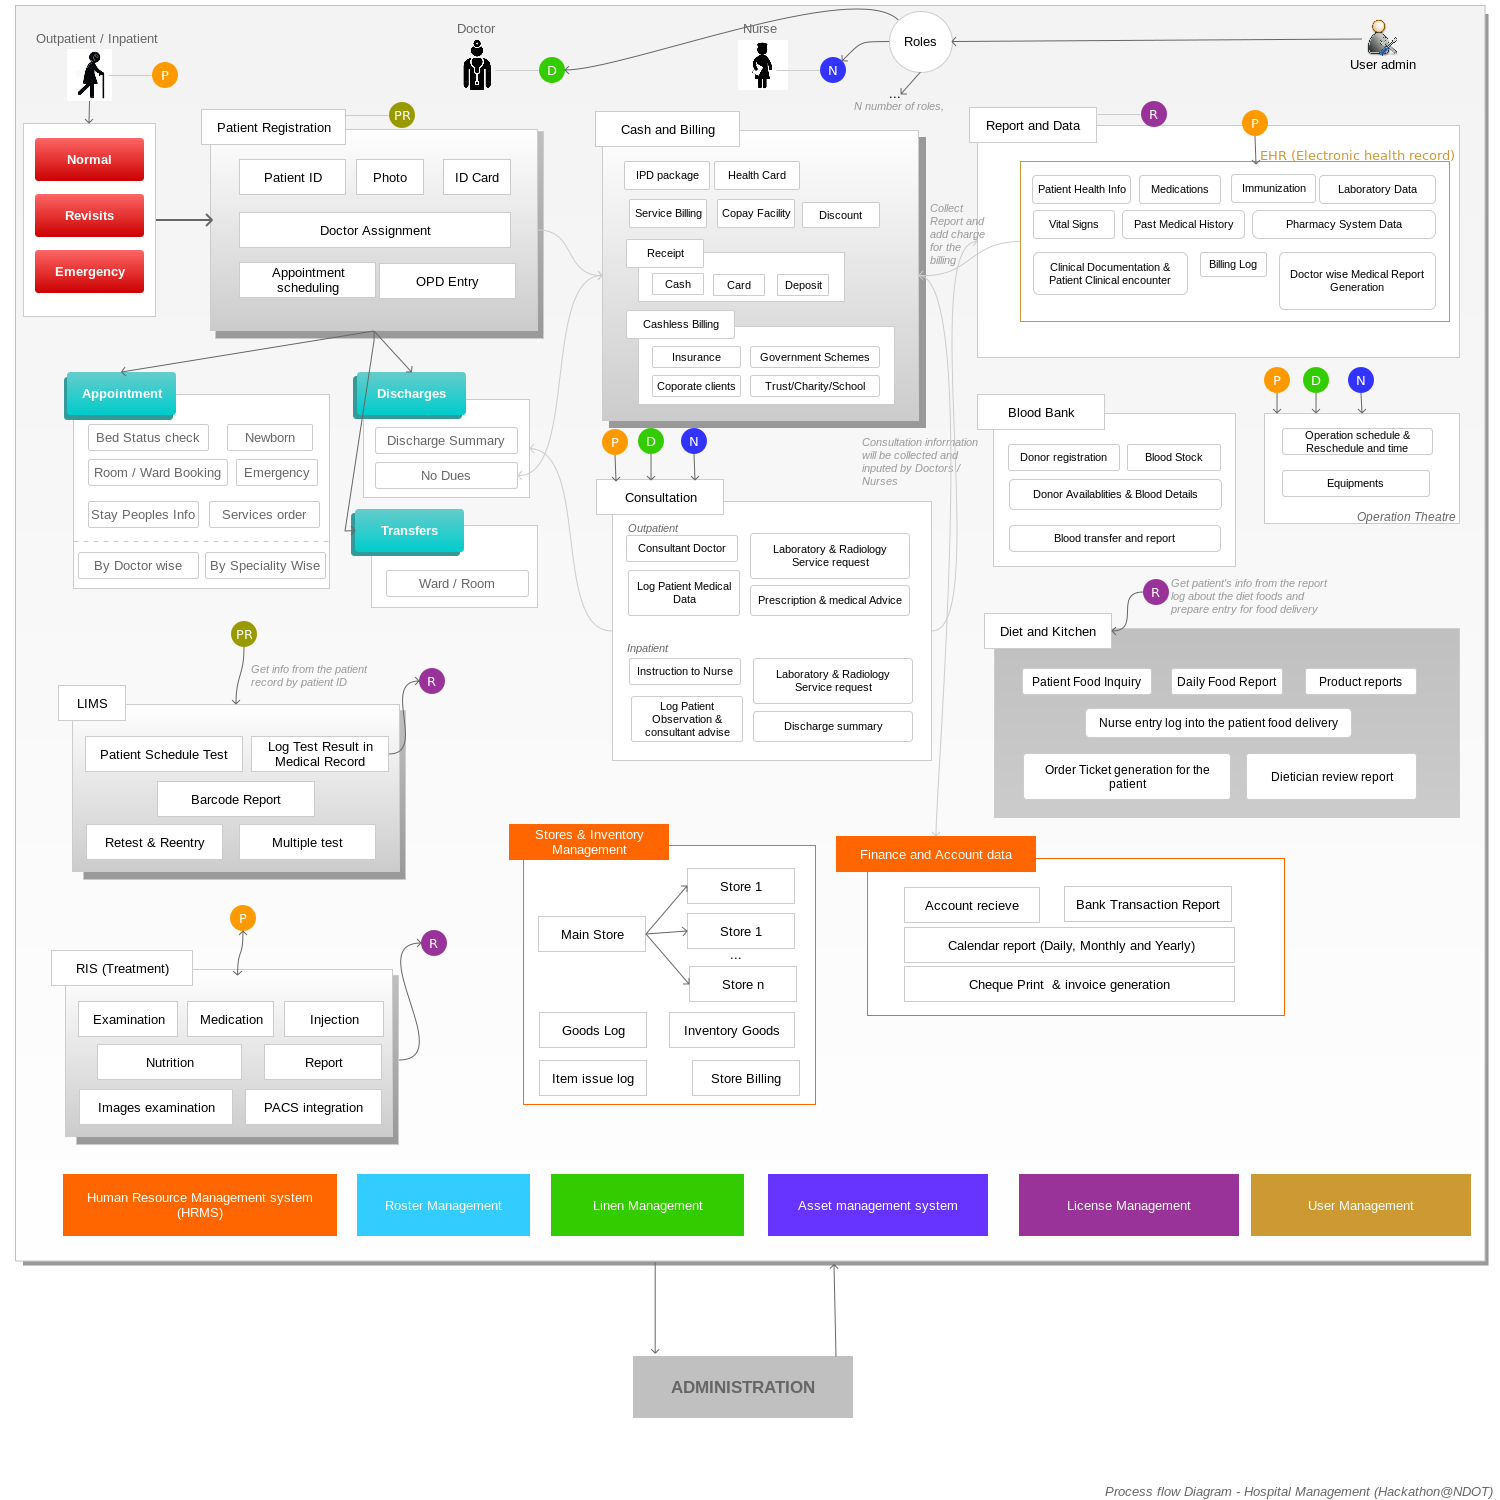 Outpatient / Inpatient
P
Doctor
D
Nurse
N
Roles
...
N number of roles,
User admin
Normal
Revisits
Emergency
PR
Patient Registration
Patient ID
Photo
ID Card
Doctor Assignment
Appointment
scheduling
OPD Entry
Cash and Billing
IPD package
Health Card
Service Billing
Copay Facility
Discount
Receipt
Cash
Card
Deposit
Cashless Billing
Insurance
Government Schemes
Coporate clients
Trust/Charity/School
Collect
Report and
add charge
for the
billing
Report and Data
R
P
EHR (Electronic health record)
Patient Health Info
Medications
Immunization
Laboratory Data
Vital Signs
Past Medical History
Pharmacy System Data
Clinical Documentation &
Patient Clinical encounter
Billing Log
Doctor wise Medical Report
Generation
Appointment
Bed Status check
Newborn
Room / Ward Booking
Emergency
Stay Peoples Info
Services order
By Doctor wise
By Speciality Wise
Discharges
Discharge Summary
No Dues
Transfers
Ward / Room
P
D
N
Consultation
Consultation information
will be collected and
inputed by Doctors /
Nurses
Outpatient
Consultant Doctor
Laboratory & Radiology
Service request
Log Patient Medical
Data
Prescription & medical Advice
Inpatient
Instruction to Nurse
Laboratory & Radiology
Service request
Log Patient
Observation &
consultant advise
Discharge summary
Blood Bank
Donor registration
Blood Stock
Donor Availablities & Blood Details
Blood transfer and report
P
D
N
Operation schedule &
Reschedule and time
Equipments
Operation Theatre
R
Get patient's info from the report
log about the diet foods and
prepare entry for food delivery
Diet and Kitchen
Patient Food Inquiry
Daily Food Report
Product reports
Nurse entry log into the patient food delivery
Order Ticket generation for the
patient
Dietician review report
PR
Get info from the patient
record by patient ID
R
LIMS
Patient Schedule Test
Log Test Result in
Medical Record
Barcode Report
Retest & Reentry
Multiple test
P
R
RIS (Treatment)
Examination
Medication
Injection
Nutrition
Report
Images examination
PACS integration
Stores & Inventory
Management
Main Store
Store 1
Store 1
...
Store n
Goods Log
Inventory Goods
Item issue log
Store Billing
Finance and Account data
Account recieve
Bank Transaction Report
Calendar report (Daily, Monthly and Yearly)
Cheque Print & invoice generation
Human Resource Management system
(HRMS)
Roster Management
Linen Management
Asset management system
License Management
User Management
ADMINISTRATION
Process flow Diagram - Hospital Management (Hackathon@NDOT)